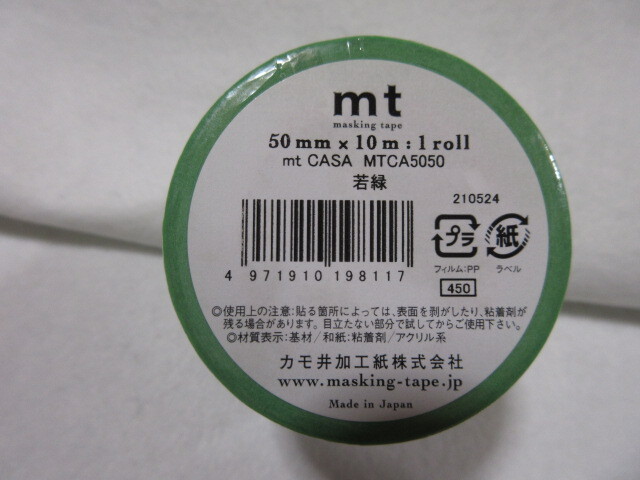 mt
masking tape
50mm×10m：1roll
mt CASA MTCA5050
若緑
210524
プラ 紙
フィルム：PP ラベル
4 971910 198117
450
◎使用上の注意：貼る箇所によっては、表面を剥がしたり、粘着剤が
残る場合があります。目立たない部分で試してからご使用下さい。
◎材質表示：基材／和紙：粘着剤／アクリル系
カモ井加工紙株式会社
www.masking-tape.jp
Made in Japan